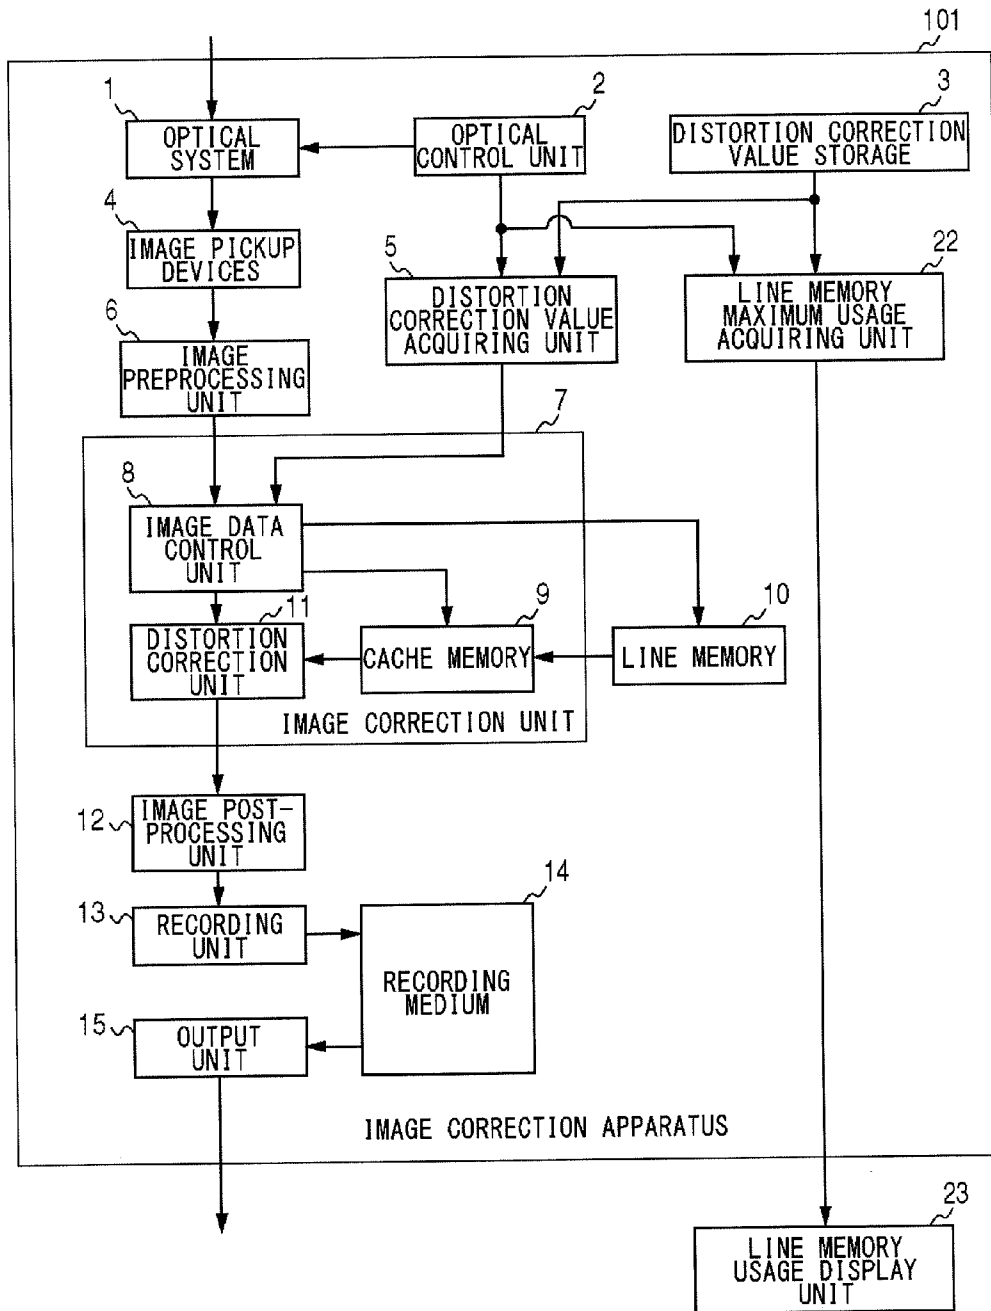 101
1
2
3
OPTICAL
SYSTEM
OPTICAL
CONTROL UNIT
DISTORTION CORRECTION
VALUE STORAGE
4
IMAGE PICKUP
DEVICES
5
DISTORTION
CORRECTION VALUE
ACQUIRING UNIT
22
LINE MEMORY
MAXIMUM USAGE
ACQUIRING UNIT
6
IMAGE
PREPROCESSING
UNIT
7
8
IMAGE DATA
CONTROL
UNIT
11
DISTORTION
CORRECTION
UNIT
9
CACHE MEMORY
10
LINE MEMORY
IMAGE CORRECTION UNIT
12
IMAGE POST-
PROCESSING
UNIT
13
RECORDING
UNIT
14
RECORDING
MEDIUM
15
OUTPUT
UNIT
IMAGE CORRECTION APPARATUS
23
LINE MEMORY
USAGE DISPLAY
UNIT